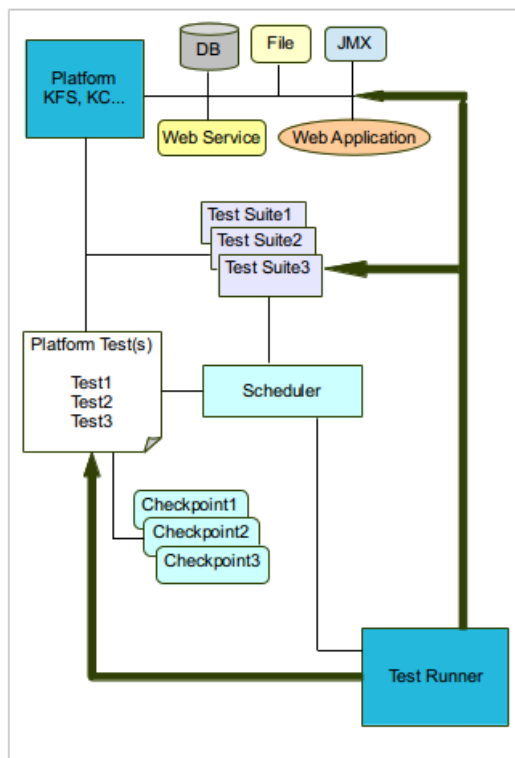 DB
File
JMX
Platform
KFS, KC...
Web Service
Web Application
Test Suite1
Test Suite2
Test Suite3
Platform Test(s)
Test1
Test2
Test3
Scheduler
Checkpoint1
Checkpoint2
Checkpoint3
Test Runner